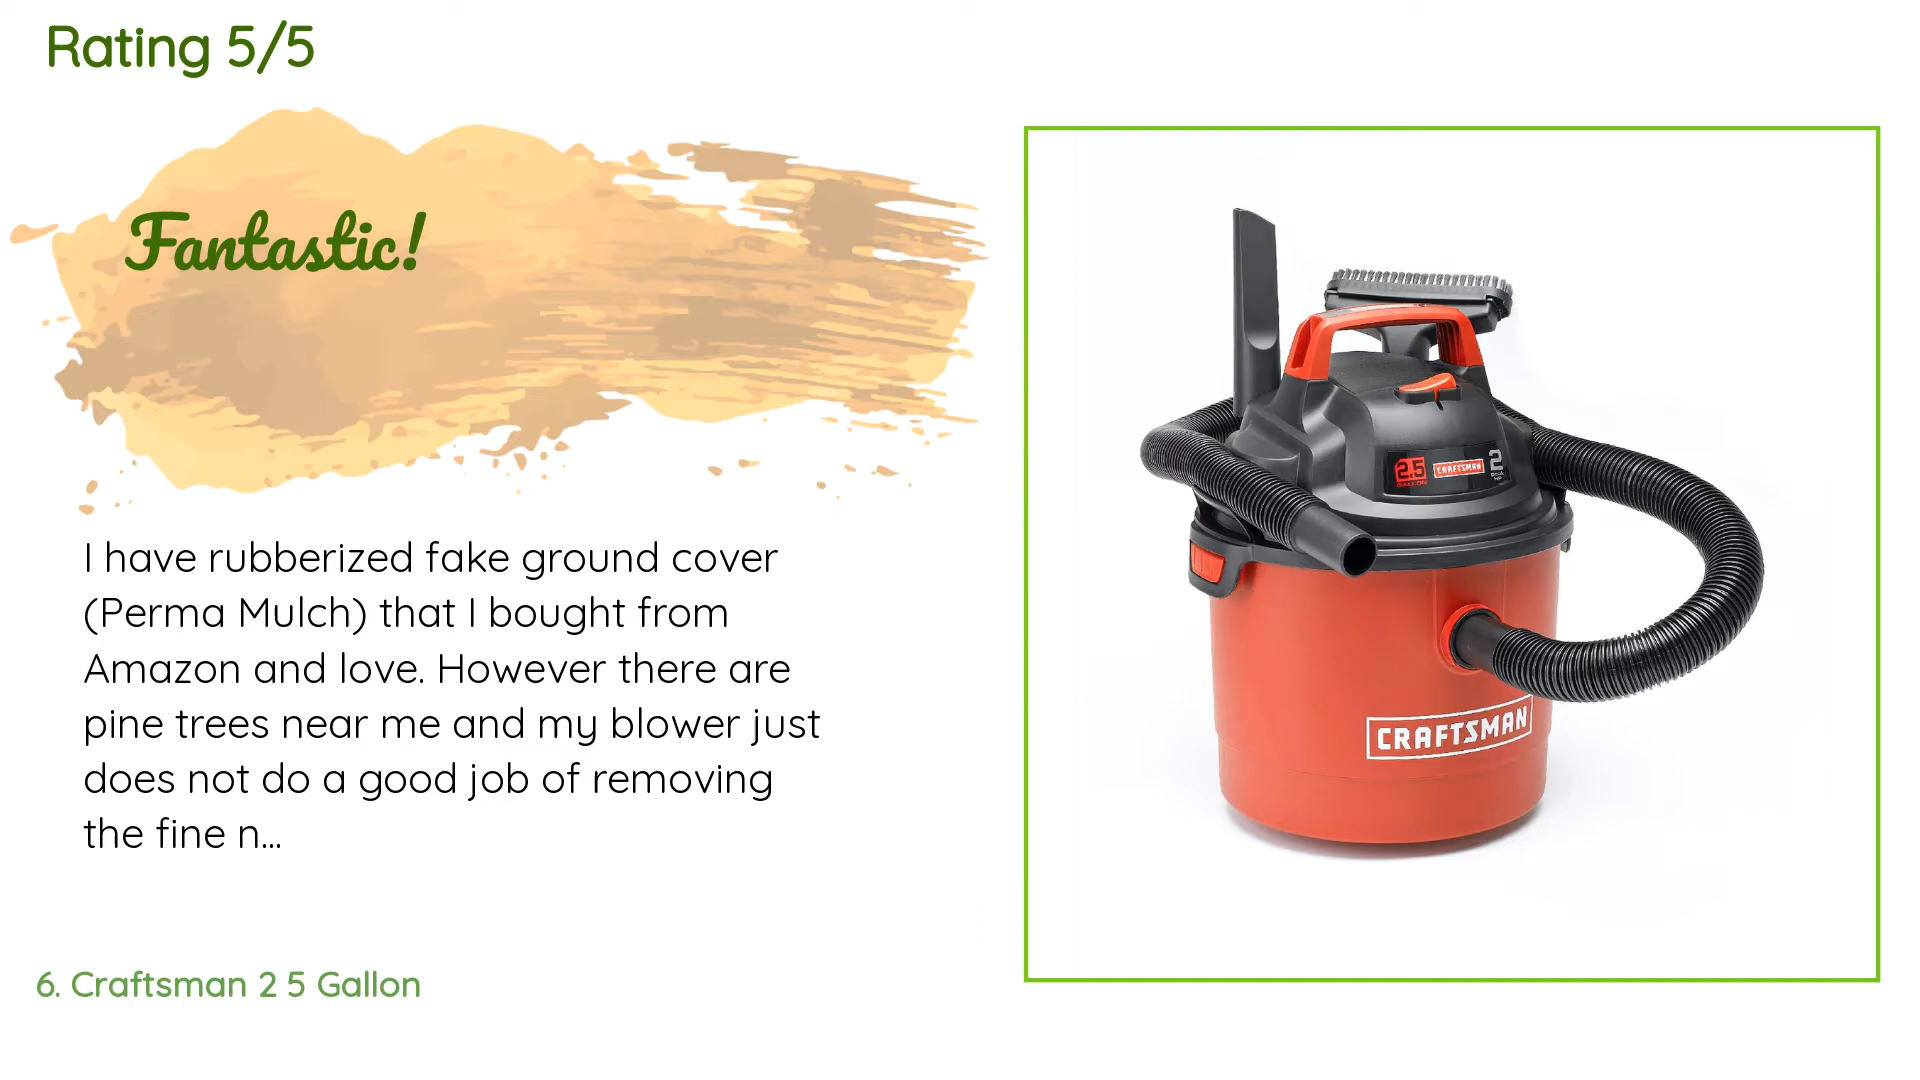 Rating 5/5
Fantastic!
I have rubberized fake ground cover
(Perma Mulch) that I bought from
Amazon and love. However there are
pine trees near me and my blower just
does not do a good job of removing
the fine n...
6. Craftsman 2 5 Gallon
2.5
GALLON
CRAFTSMAN
2
CRAFTSMAN